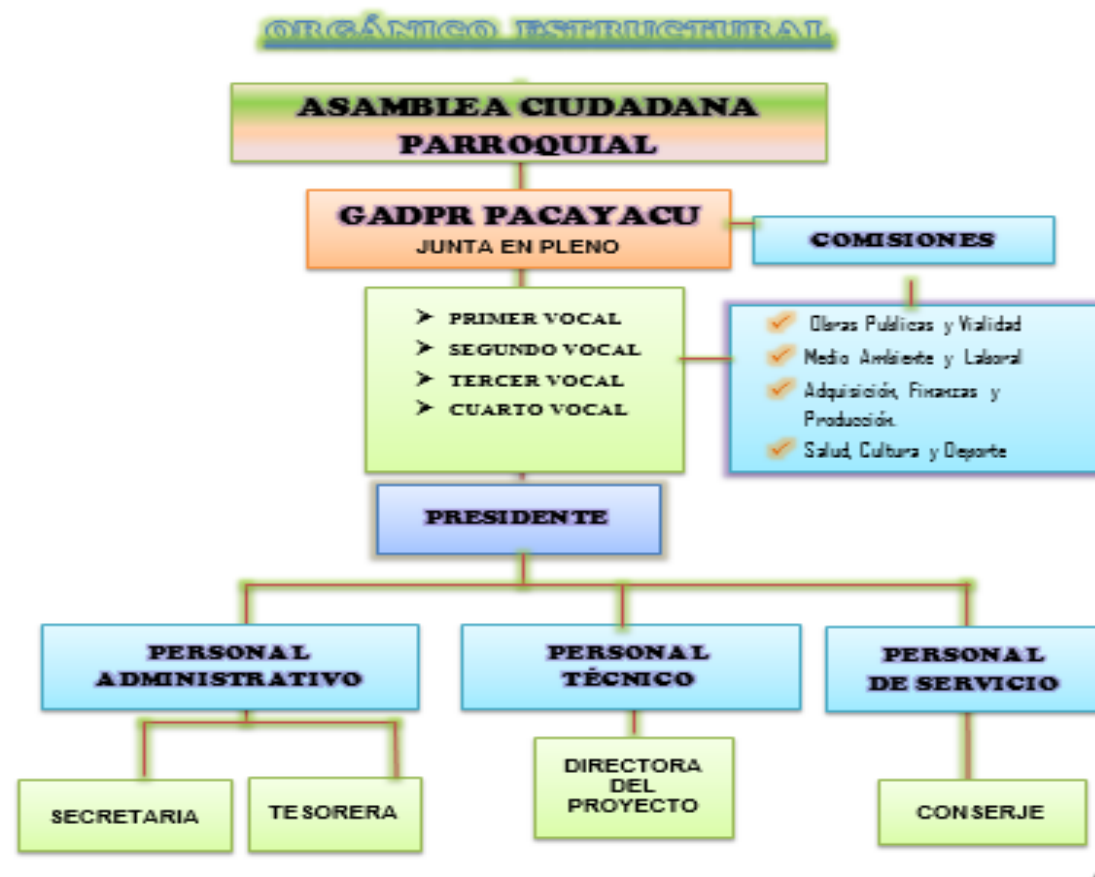 ORGÁNICO ESTRUCTURAL
ASAMBLEA CIUDADANA
PARROQUIAL
GADPR PACAYACU
JUNTA EN PLENO
COMISIONES
PRIMER VOCAL
SEGUNDO VOCAL
TERCER VOCAL
CUARTO VOCAL
Obras Publicas y Vialidad
Medio Ambiente y Laboral
Adquisición, Finanzas y
Producción.
Salud, Cultura y Deporte
PRESIDENTE
PERSONAL
ADMINISTRATIVO
PERSONAL
TÉCNICO
PERSONAL
DE SERVICIO
SECRETARIA
TESORERA
DIRECTORA
DEL
PROYECTO
CONSERJE